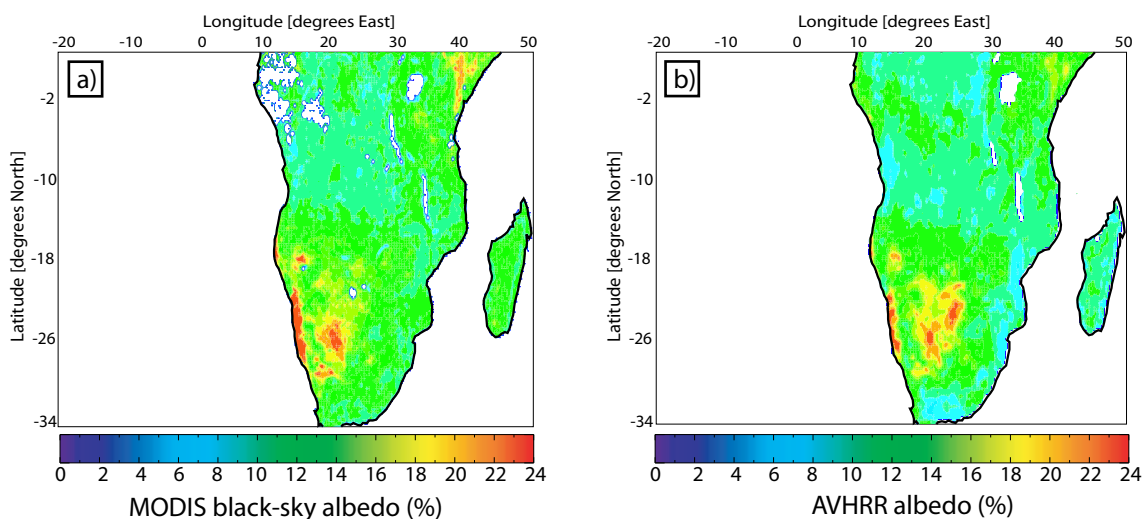 Longitude [degrees East]
-20 -10 0 10 20 30 40 50
a)
Latitude [degrees North]
-2
-10
-18
-26
-34
0 2 4 6 8 10 12 14 16 18 20 22 24
MODIS black-sky albedo (%)
Longitude [degrees East]
-20 -10 0 10 20 30 40 50
b)
Latitude [degrees North]
-2
-10
-18
-26
-34
0 2 4 6 8 10 12 14 16 18 20 22 24
AVHRR albedo (%)